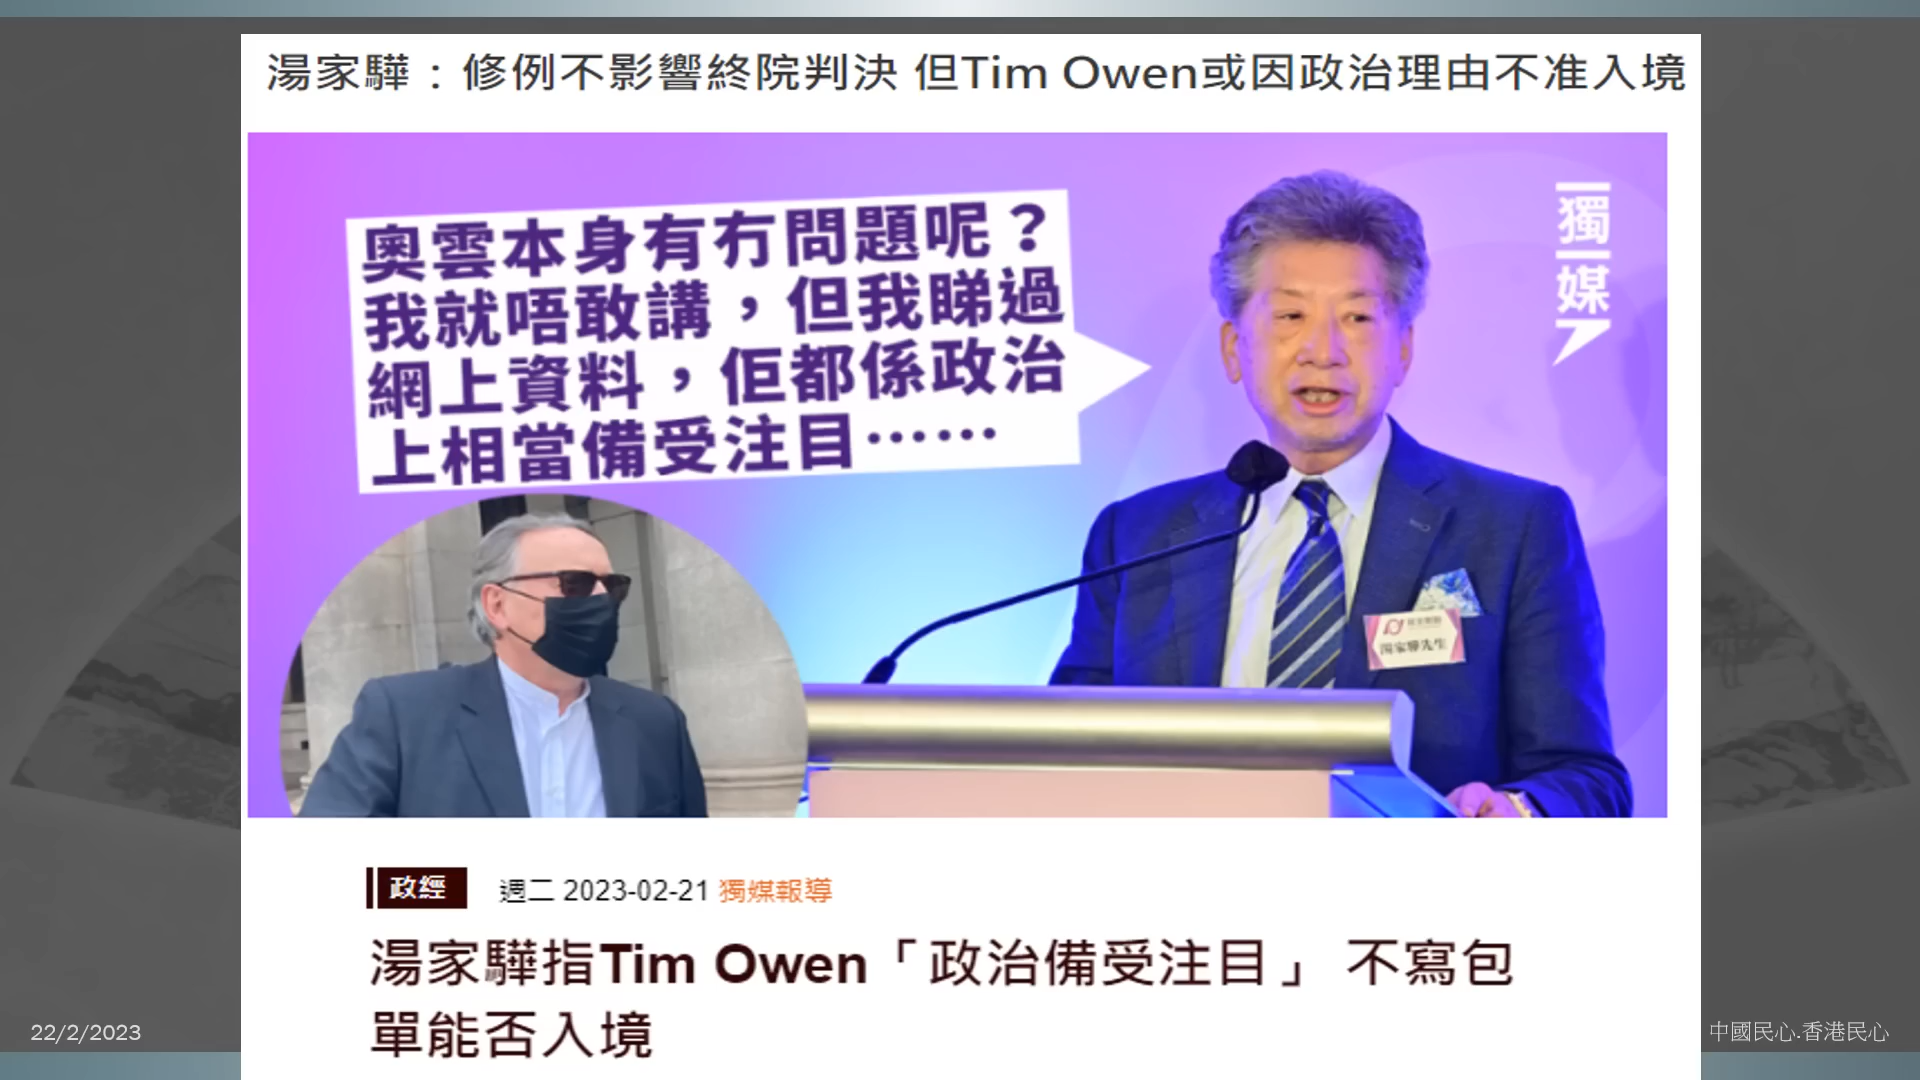 湯家驊：修例不影響終院判決 但Tim Owen或因政治理由不准入境
奧雲本身有冇問題呢？
我就唔敢講，但我睇過
網上資料，佢都係政治
上相當備受注目……
獨媒
湯家驊先生
政經
週二 2023-02-21 獨媒報導
湯家驊指Tim Owen「政治備受注目」 不寫包
單能否入境
22/2/2023
中國民心.香港民心